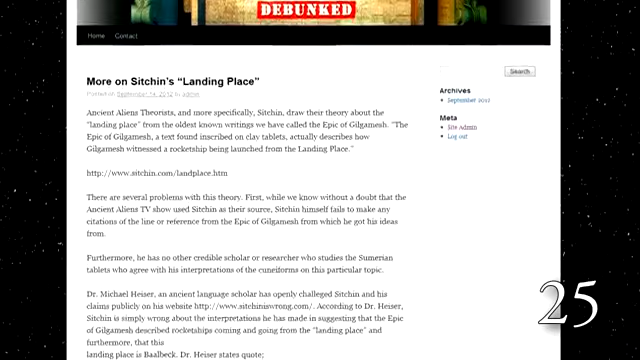 DEBUNKED
Home Contact
More on Sitchin's "Landing Place"
Posted on September 14, 2012 by admin
Ancient Aliens Theorists, and more specifically, Sitchin, draw their theory about the
"landing place" from the oldest known writings we have called the Epic of Gilgamesh. "The
Epic of Gilgamesh, a text found inscribed on clay tablets, actually describes how
Gilgamesh witnessed a rocketship being launched from the Landing Place."
http://www.sitchin.com/landplace.htm
There are several problems with this theory. First, while we know without a doubt that the
Ancient Aliens TV show used Sitchin as their source, Sitchin himself fails to make any
citations of the line or reference from the Epic of Gilgamesh from which he got his ideas
from.
Furthermore, he has no other credible scholar or researcher who studies the Sumerian
tablets who agree with his interpretations of the cuneiforms on this particular topic.
Dr. Michael Heiser, an ancient language scholar has openly challeged Sitchin and his
claims publicly on his website http://www.sitchiniswrong.com/. According to Dr. Heiser,
Sitchin is simply wrong about the interpretations he has made in suggesting that the Epic
of Gilgamesh described rocketships coming and going from the "landing place" and
furthermore, that this
landing place is Baalbeck. Dr. Heiser states quote;
Search
Archives
September 2012
Meta
Site Admin
Log out
25